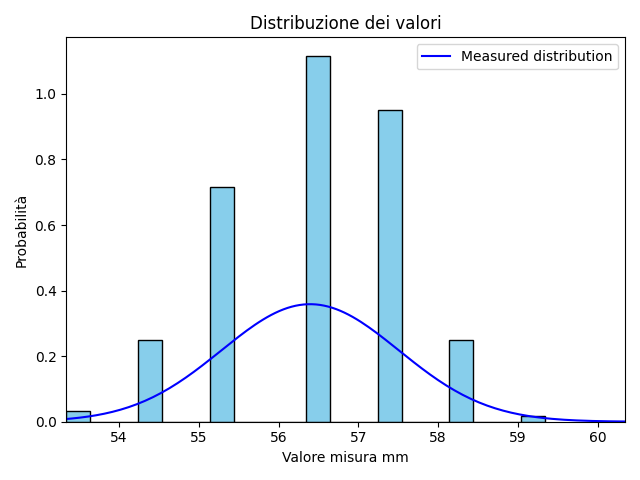 Distribuzione dei valori
Measured distribution
Probabilità
1.0
0.8
0.6
0.4
0.2
0.0
54 55 56 57 58 59 60
Valore misura mm